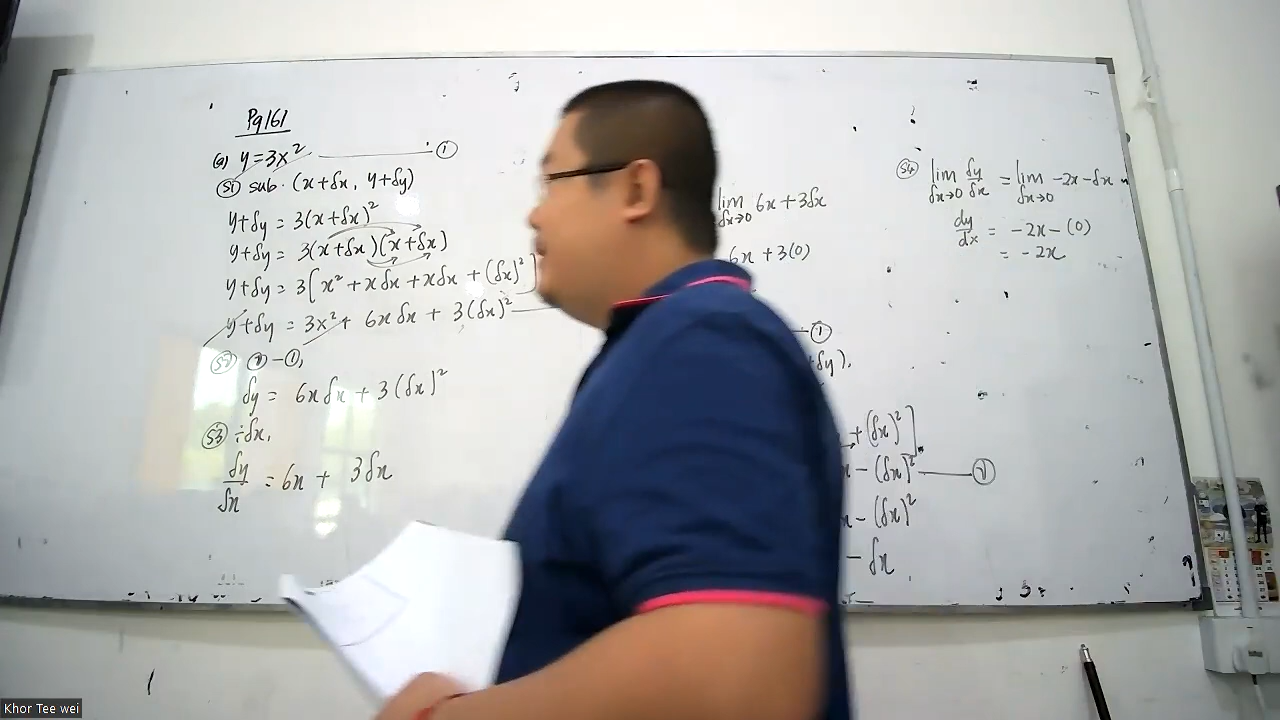 Pg161
(a) y=3x² ——— ①
S1 sub. (x+δx, y+δy)
y+δy = 3(x+δx)²
y+δy = 3(x+δx)(x+δx)
y+δy = 3[x²+xδx+xδx+(δx)²]
y+δy = 3x²+ 6xδx + 3(δx)²
S2 ②-①,
δy = 6xδx + 3(δx)²
S3 ÷δx,
δy/δx = 6x + 3δx
lim δx→0 6x+3δx
6x + 3(0)
①
δy).
+(δx)²].
- (δx)² ——— ②
- (δx)²
- δx
S4 lim δx→0 δy/δx = lim δx→0 -2x-δx
dy/dx = -2x-(0)
= -2x
Khor Tee wei